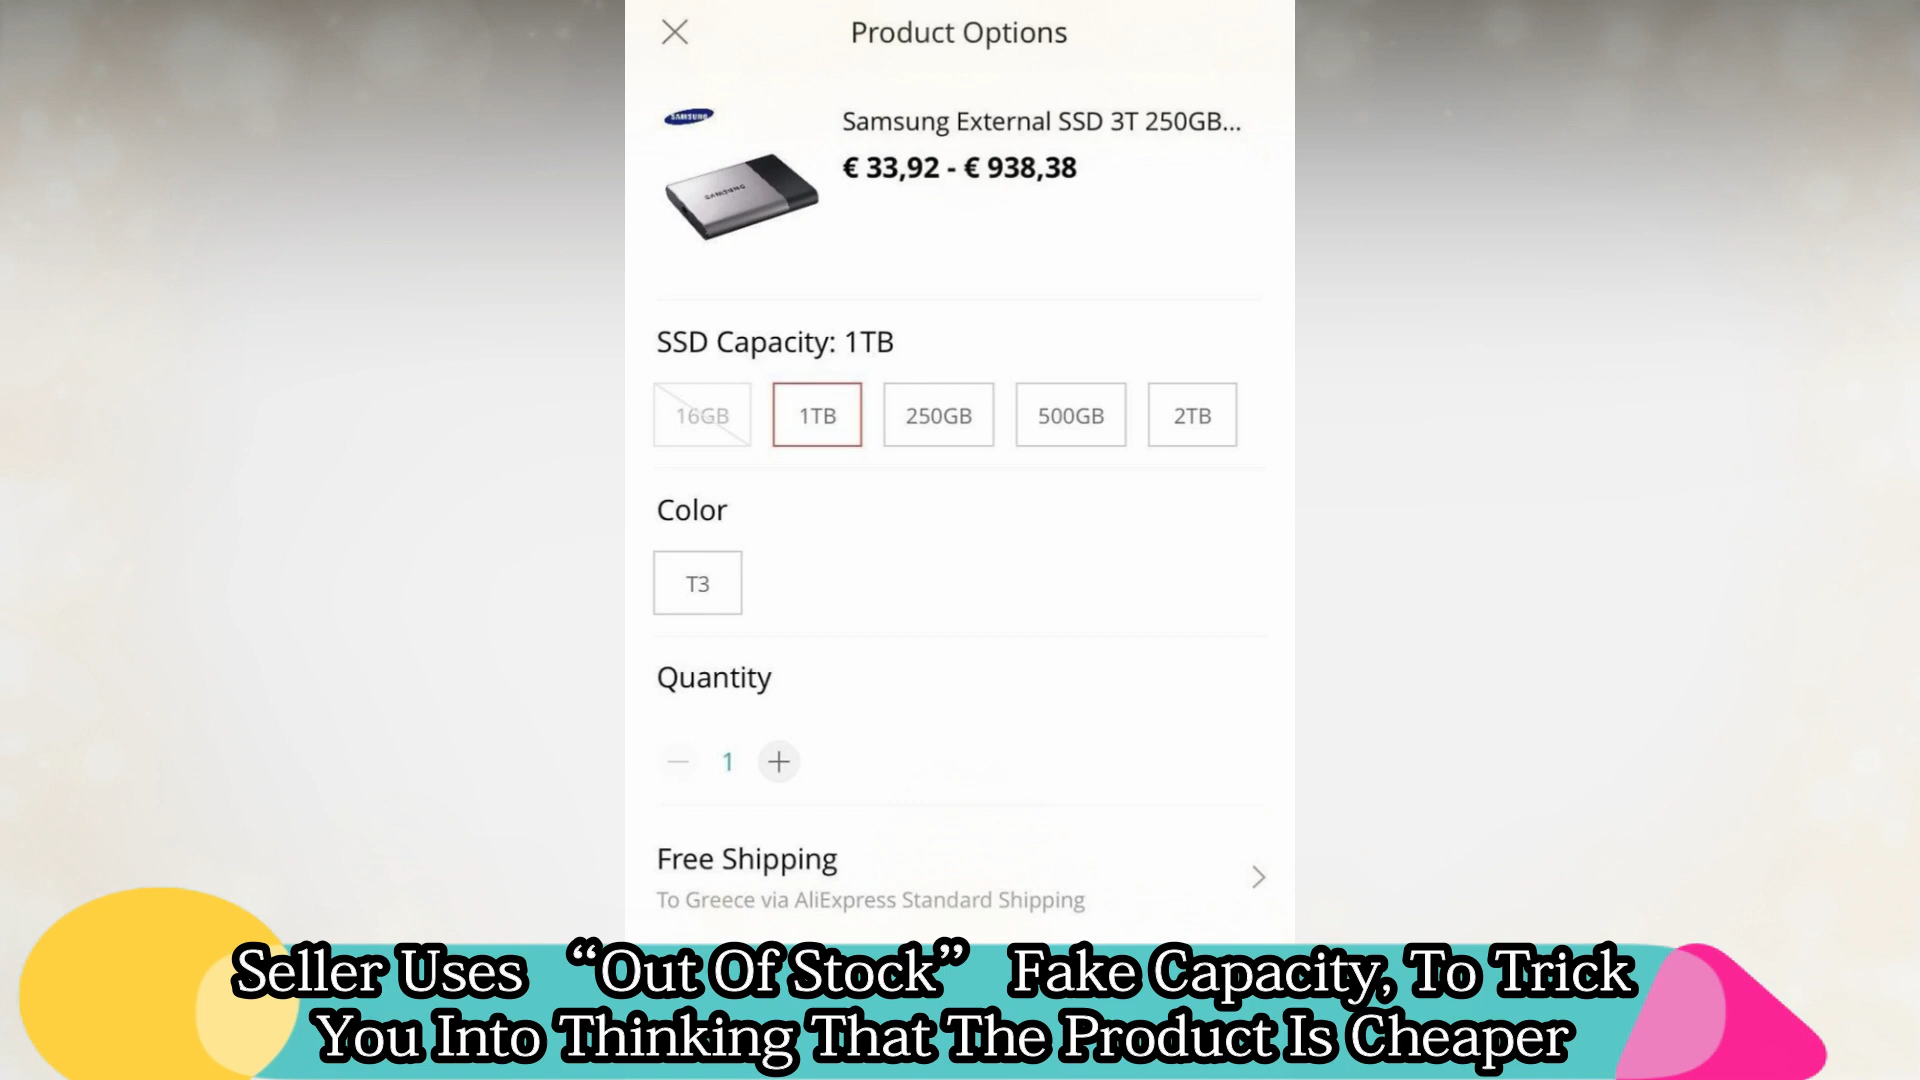 Product Options
SAMSUNG
Samsung External SSD 3T 250GB...
€ 33,92 - € 938,38
SAMSUNG
SSD Capacity: 1TB
16GB 1TB 250GB 500GB 2TB
Color
T3
Quantity
1
Free Shipping
To Greece via AliExpress Standard Shipping
Seller Uses “Out Of Stock” Fake Capacity, To Trick
You Into Thinking That The Product Is Cheaper